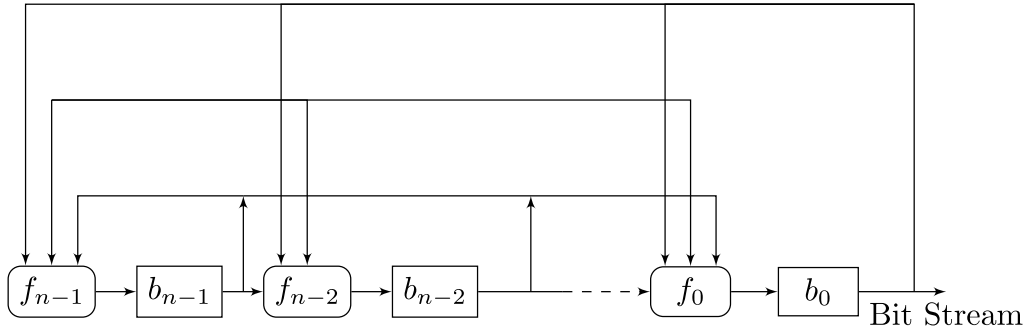 f_{n−1} b_{n−1} f_{n−2} b_{n−2} f_0 b_0
Bit Stream